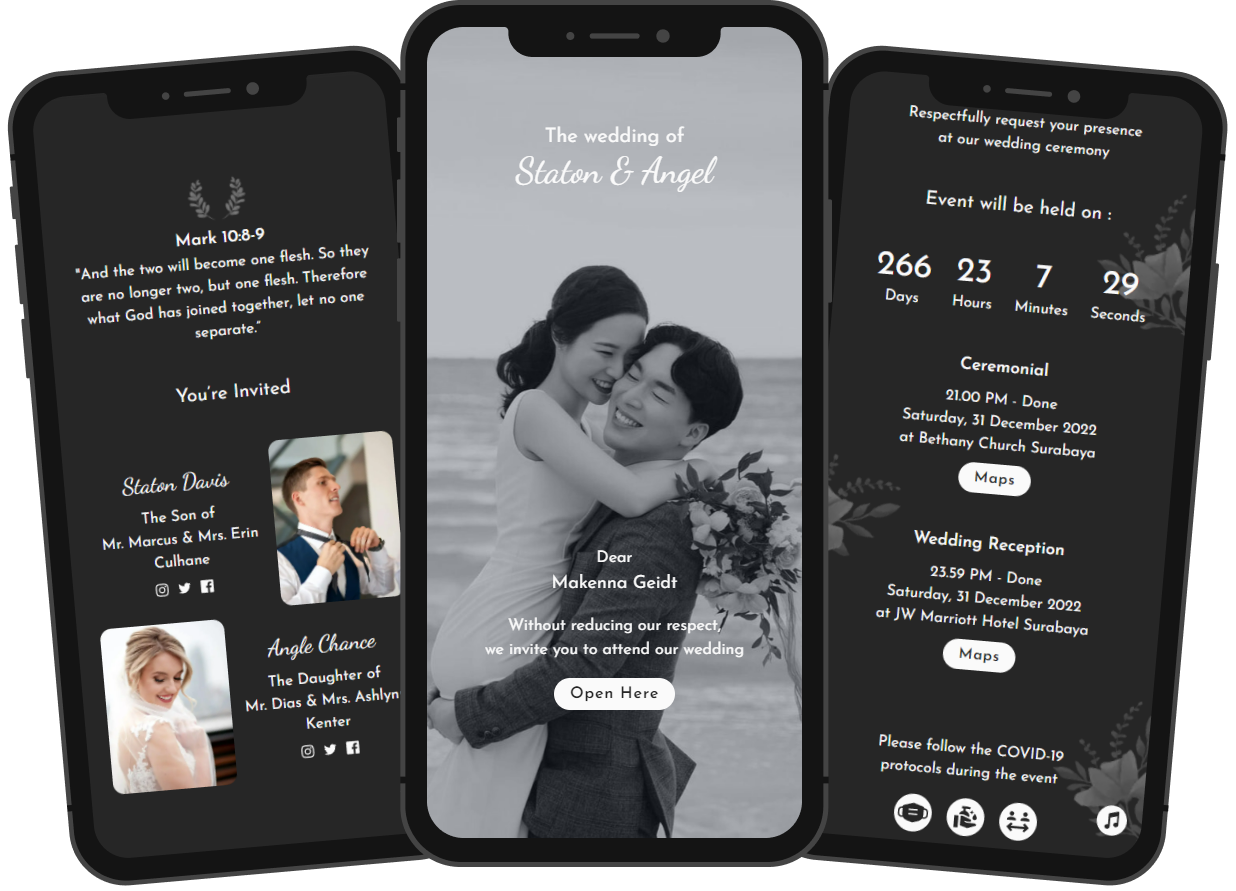 Mark 10:8-9
"And the two will become one flesh. So they
are no longer two, but one flesh. Therefore
what God has joined together, let no one
separate."
You're Invited
Staton Davis
The Son of
Mr. Marcus & Mrs. Erin
Culhane
Angle Chance
The Daughter of
Mr. Dias & Mrs. Ashlyn
Kenter
The wedding of
Staton & Angel
Dear
Makenna Geidt
Without reducing our respect,
we invite you to attend our wedding
Open Here
Respectfully request your presence
at our wedding ceremony
Event will be held on :
266 23 7 29
Days Hours Minutes Seconds
Ceremonial
21.00 PM - Done
Saturday, 31 December 2022
at Bethany Church Surabaya
Maps
Wedding Reception
23.59 PM - Done
Saturday, 31 December 2022
at JW Marriott Hotel Surabaya
Maps
Please follow the COVID-19
protocols during the event